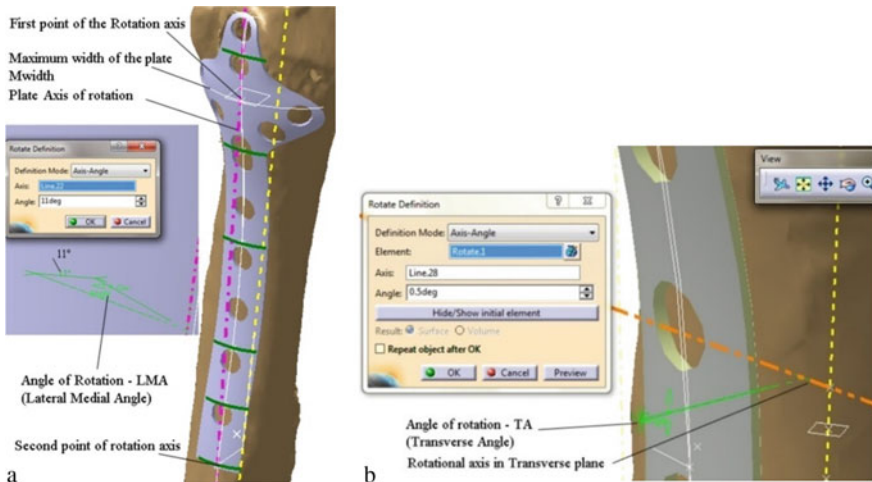 First point of the Rotation axis
Maximum width of the plate
Mwidth
Plate Axis of rotation
Rotate Definition
Definition Mode: Axis-Angle
Axis: Line.22
Angle: 11deg
OK Cancel
11°
Angle of Rotation - LMA
(Lateral Medial Angle)
Second point of rotation axis
a
View
Rotate Definition
Definition Mode: Axis-Angle
Element: Rotate.1
Axis: Line.28
Angle: 0.5deg
Hide/Show initial element
Result: Surface Volume
Repeat object after OK
OK Cancel Preview
Angle of rotation - TA
(Transverse Angle)
Rotational axis in Transverse plane
b